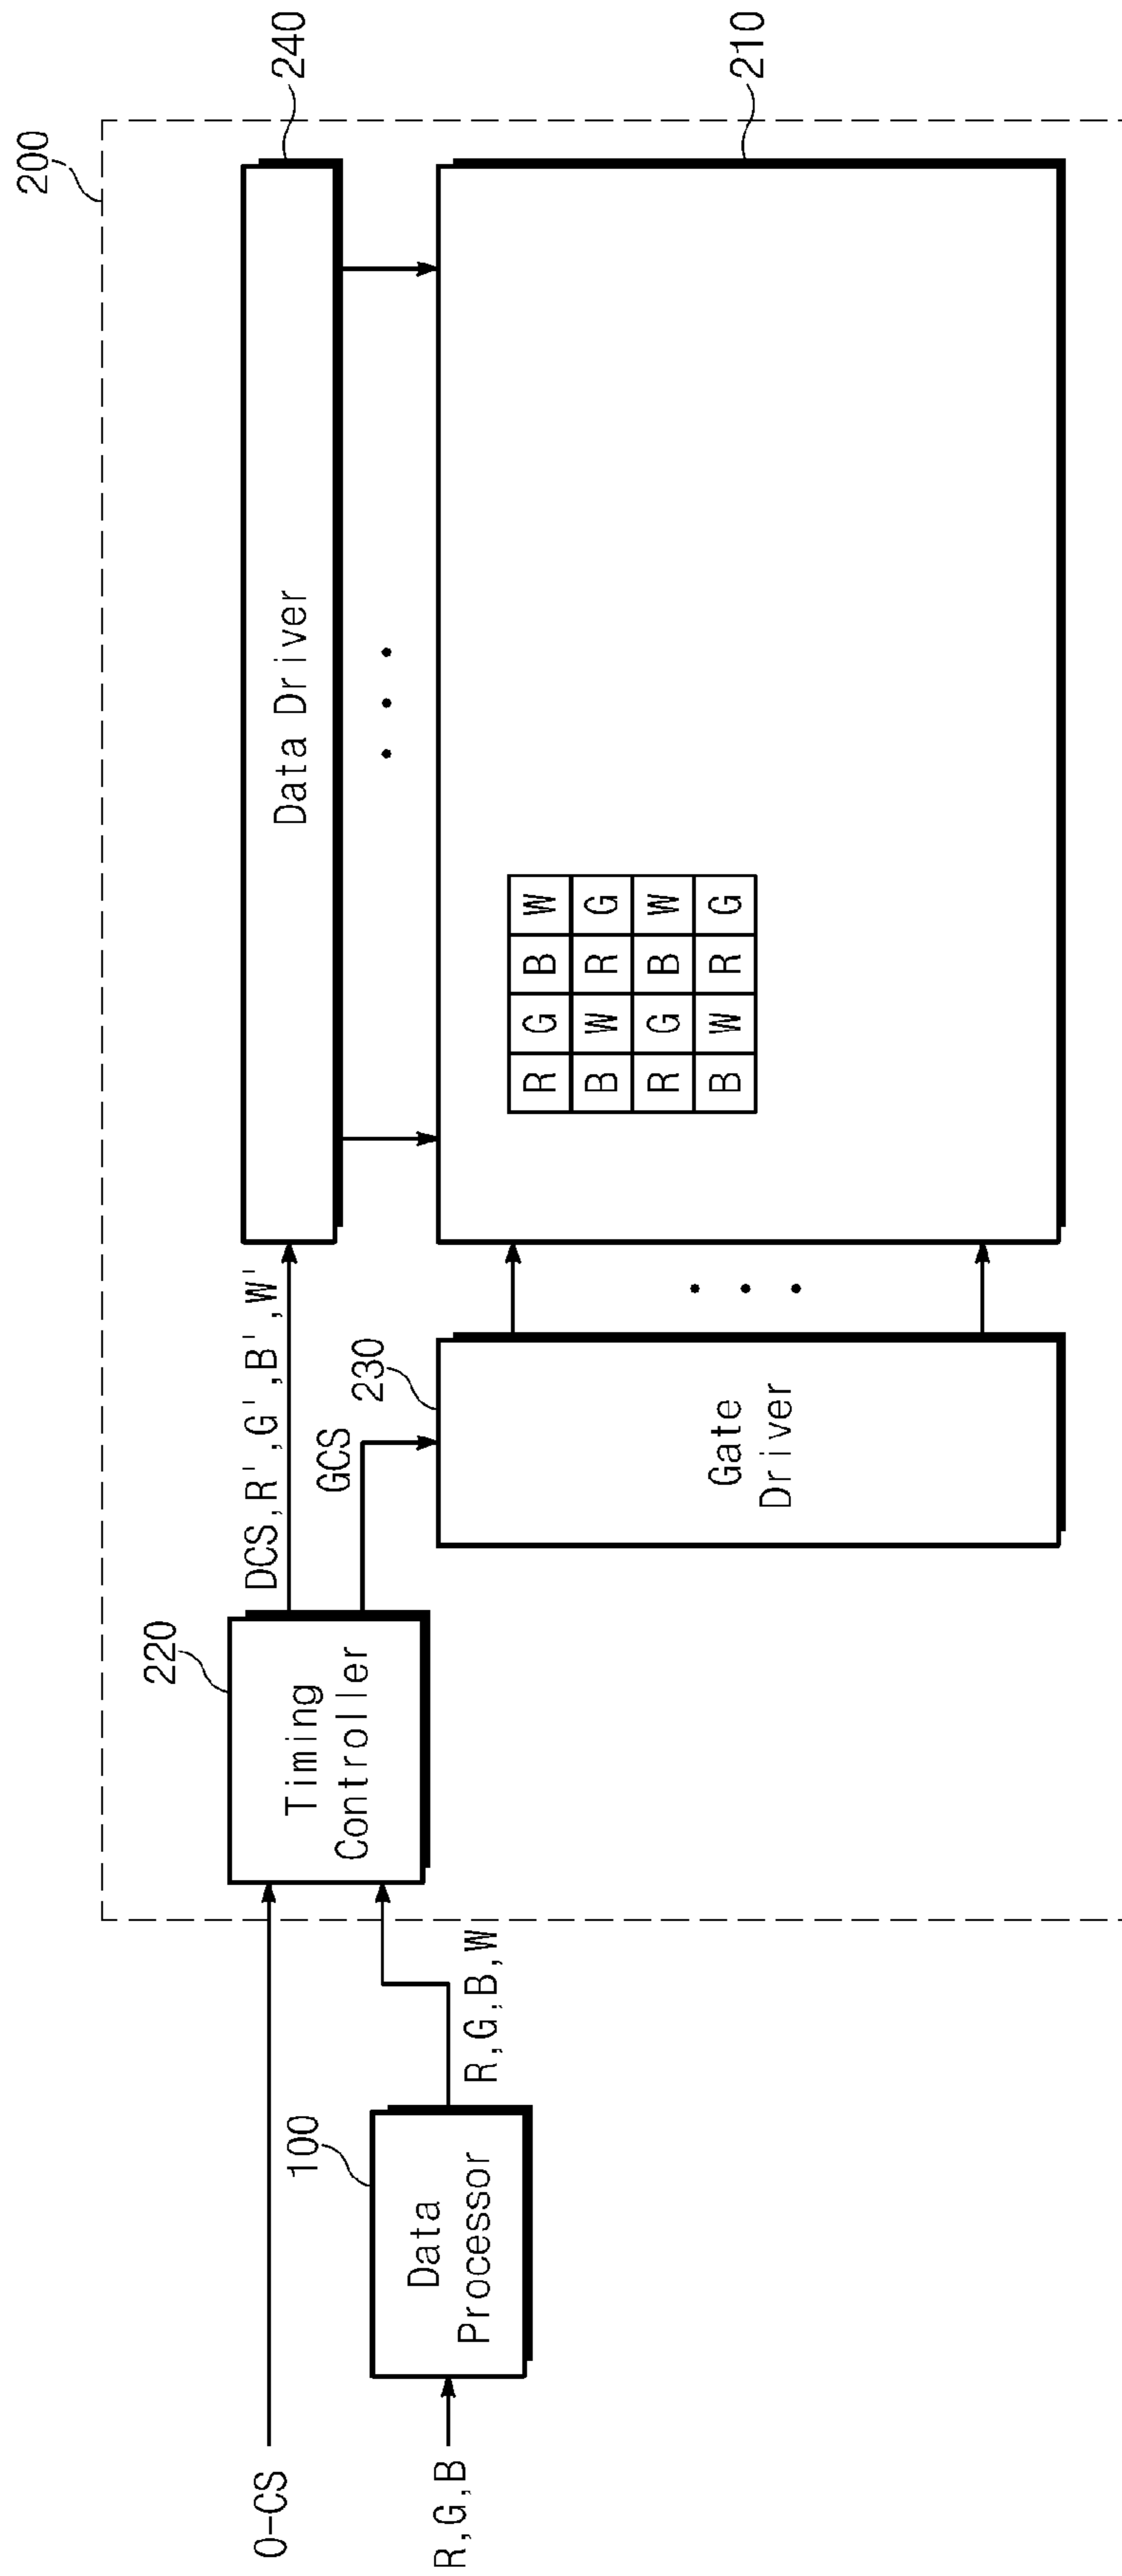 200
240
Data Driver
O-CS
220
Timing
Controller
DCS,R',G',B',W'
GCS
230
Gate
Driver
210
R G B W
B W R G
R G B W
B W R G
R,G,B
100
Data
Processor
R,G,B,W